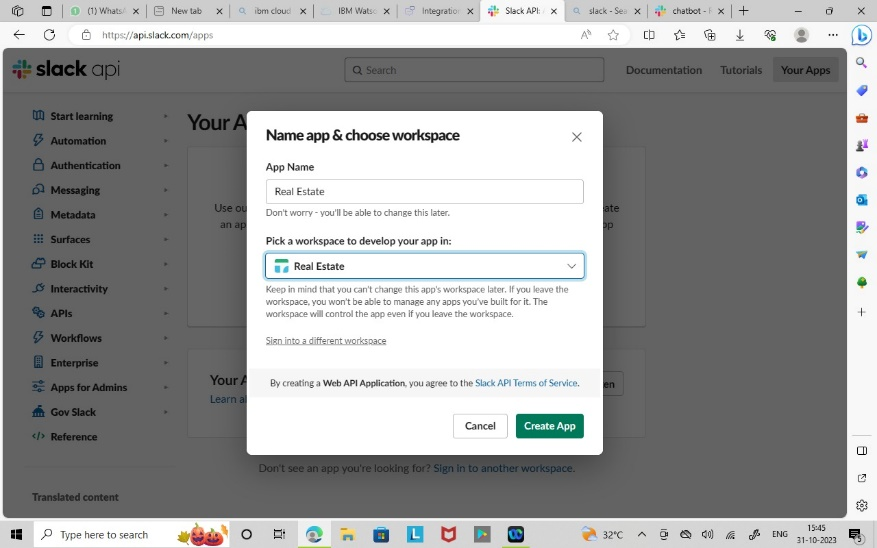 (1) Whats
New tab
ibm cloud
IBM Wats
Integration
Slack API:
slack - Sea
chatbot -
https://api.slack.com/apps
slack api
Search
Documentation
Tutorials
Your Apps
Start learning
Automation
Authentication
Messaging
Metadata
Surfaces
Block Kit
Interactivity
APIs
Workflows
Enterprise
Apps for Admins
Gov Slack
Reference
Translated content
Your A
Use ou
an ap
ate
pp
Your A
Learn al
en
Name app & choose workspace
App Name
Real Estate
Don't worry - you'll be able to change this later.
Pick a workspace to develop your app in:
Real Estate
Keep in mind that you can't change this app's workspace later. If you leave the
workspace, you won't be able to manage any apps you've built for it. The
workspace will control the app even if you leave the workspace.
Sign into a different workspace
By creating a Web API Application, you agree to the Slack API Terms of Service.
Cancel
Create App
Don't see an app you're looking for? Sign in to another workspace.
Type here to search
32°C
ENG
15:45
31-10-2023